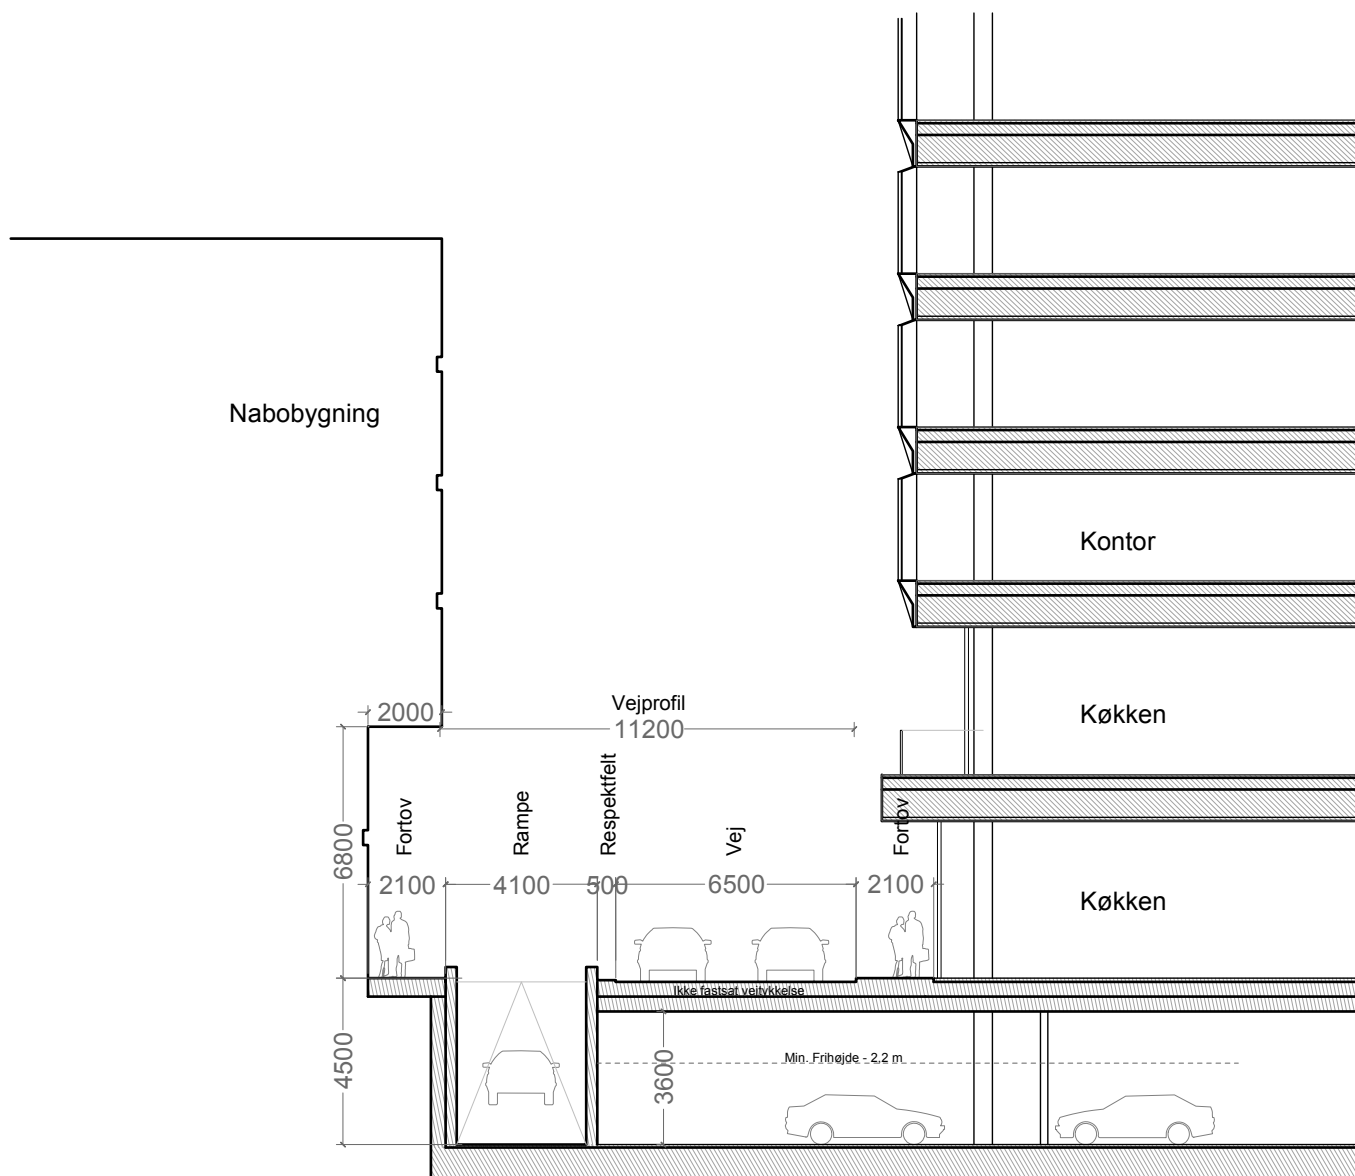 Nabobygning
Kontor
Køkken
Køkken
2000
Vejprofil
11200
6800
Fortov
Rampe
Respektfelt
Vej
Fortov
2100
4100
500
6500
2100
Ikke fastsat vejtykkelse
4500
3600
Min. Frihøjde - 2,2 m